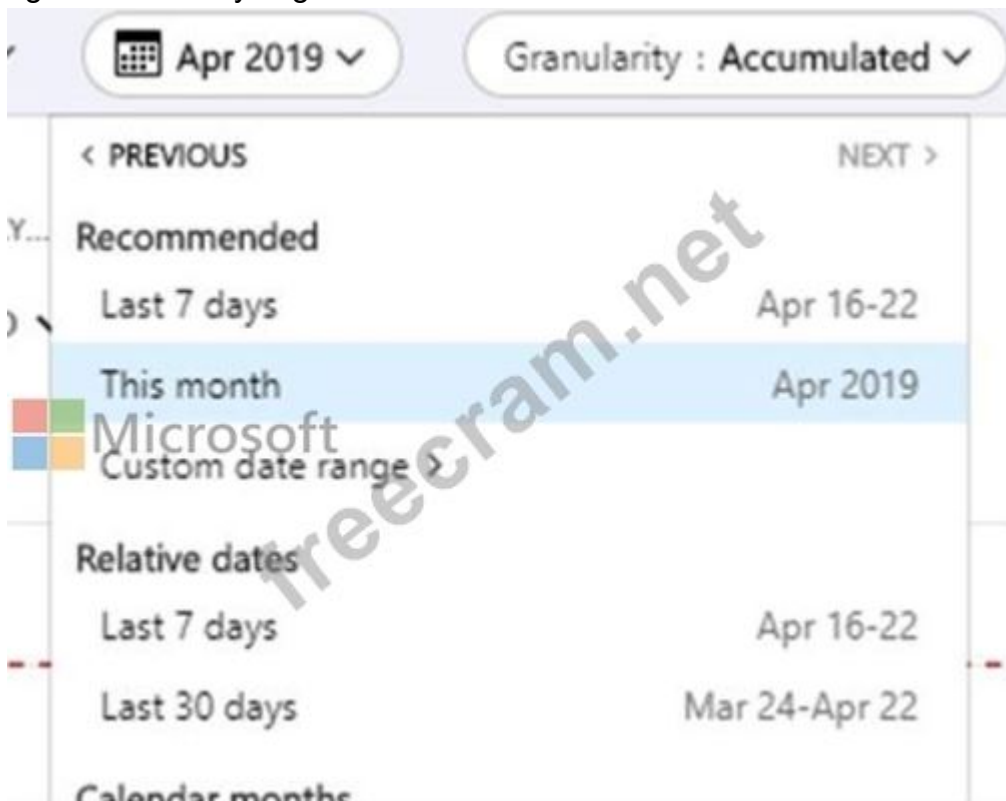 Apr 2019
Granularity : Accumulated
< PREVIOUS NEXT >
Recommended
Last 7 days Apr 16-22
This month Apr 2019
Microsoft
Custom date range >
Relative dates
Last 7 days Apr 16-22
Last 30 days Mar 24-Apr 22
Calendar months
freecram.net